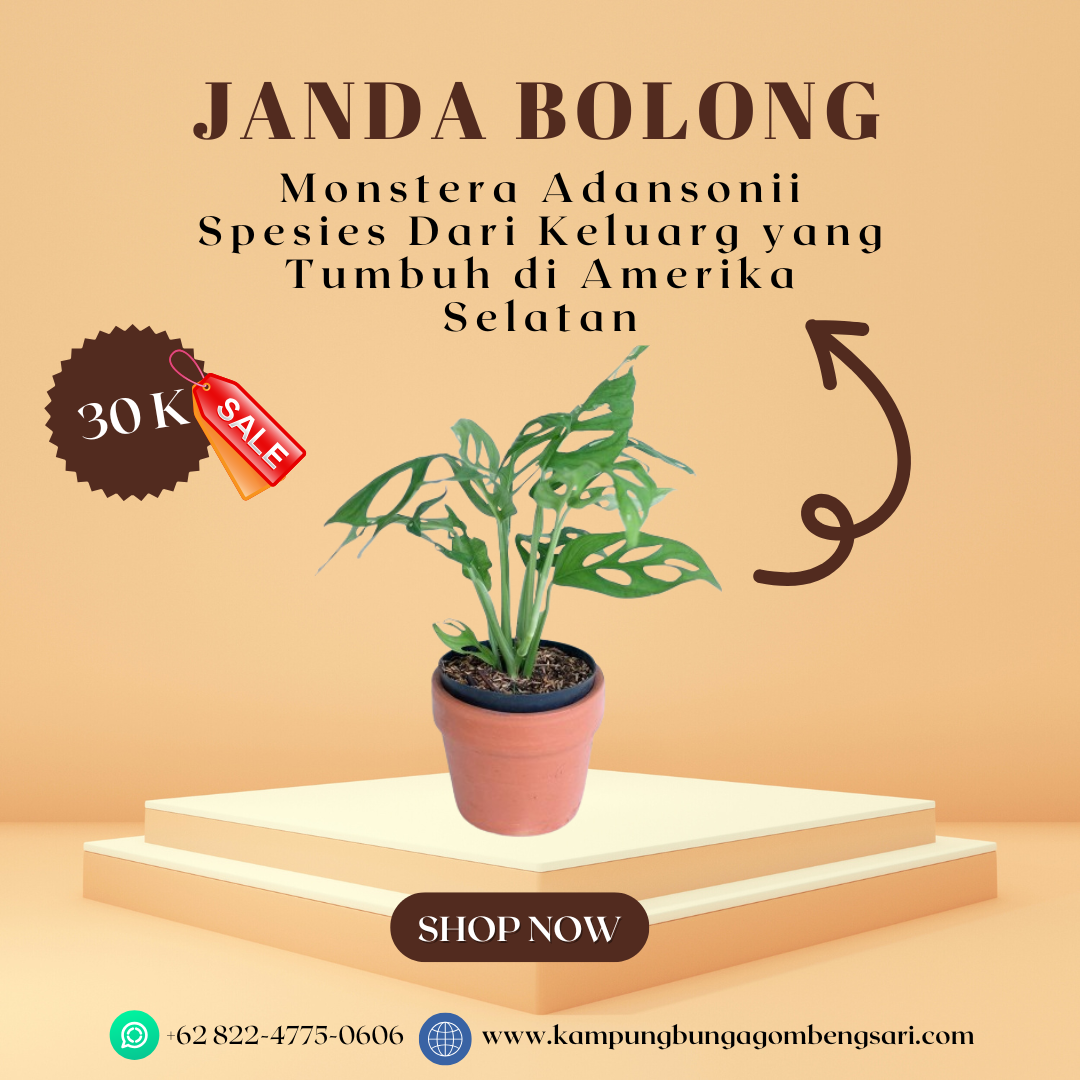 JANDA BOLONG
Monstera Adansonii
Spesies Dari Keluarg yang
Tumbuh di Amerika
Selatan
30 K
SALE
SHOP NOW
+62 822-4775-0606
www.kampungbungagombengsari.com